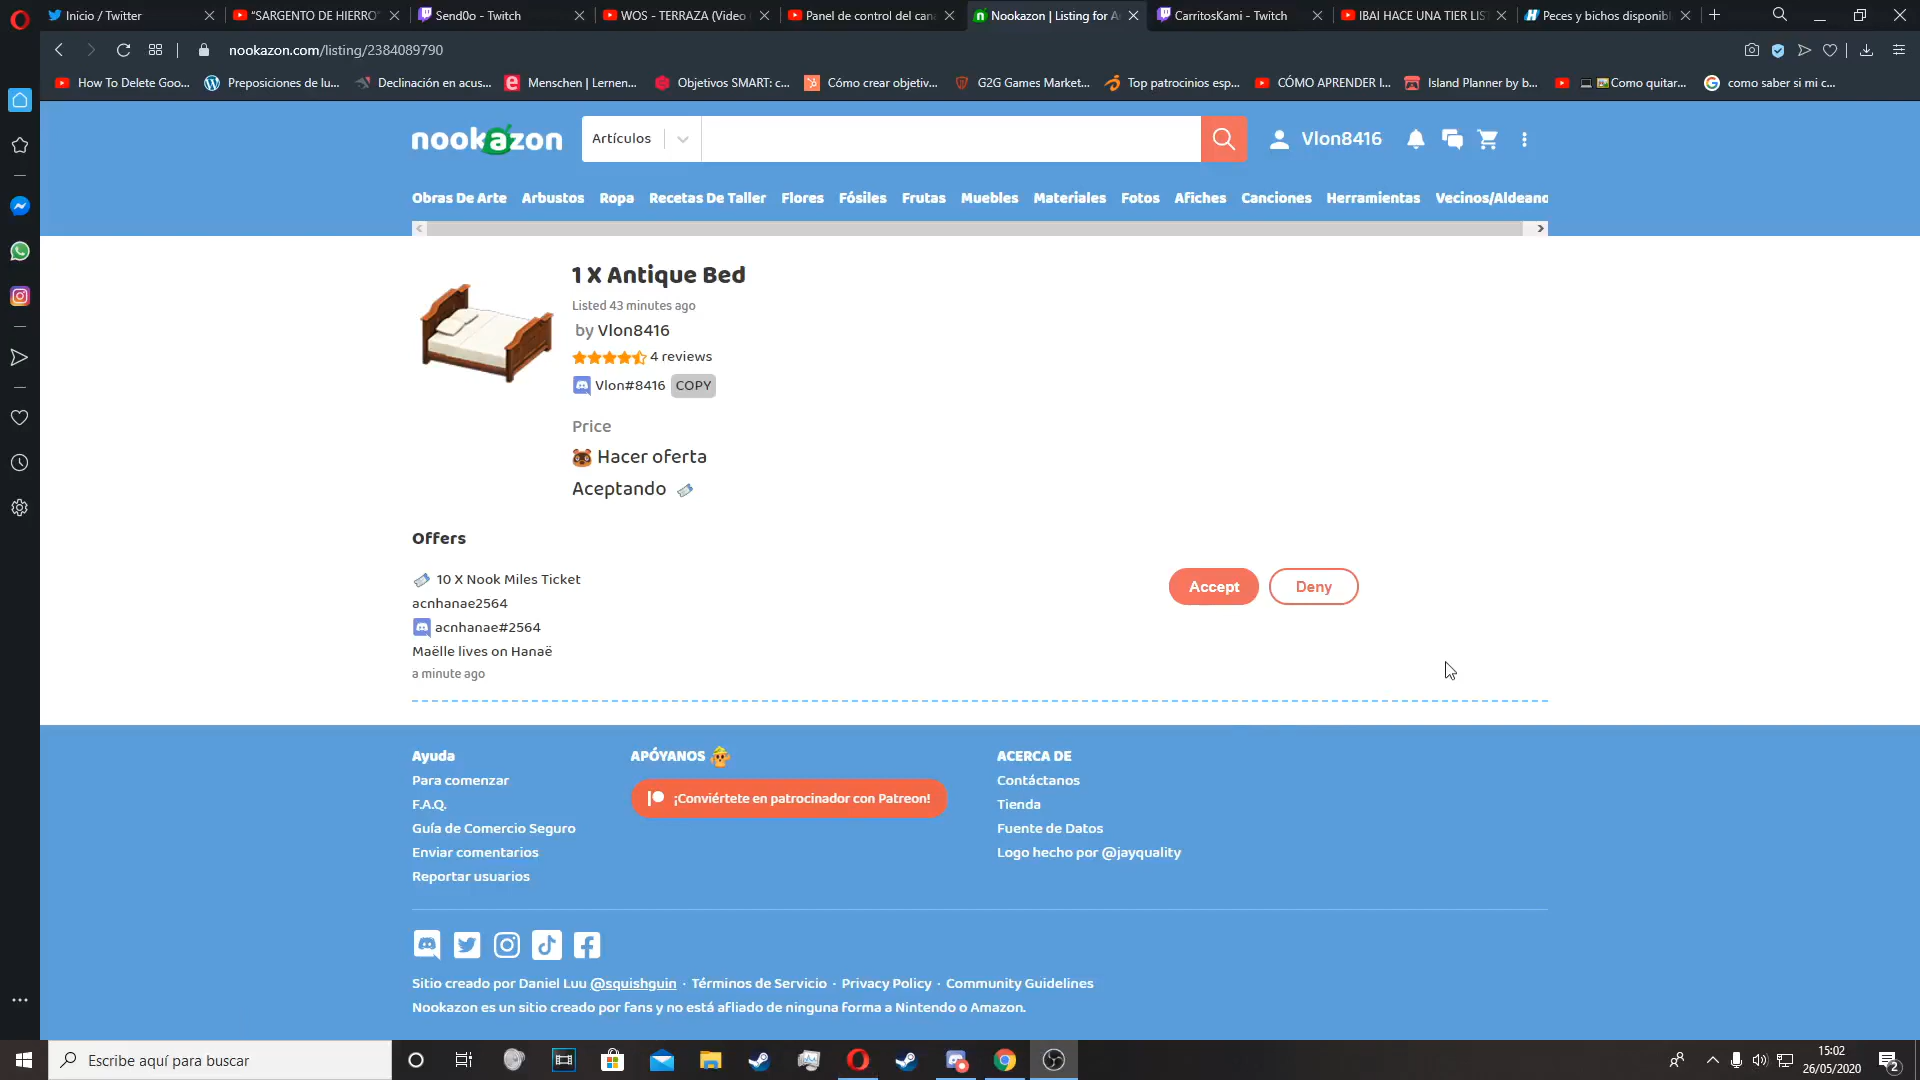 Inicio / Twitter
"SARGENTO DE HIERRO"
Send0o - Twitch
WOS - TERRAZA (Video
Panel de control del can
Nookazon | Listing for A
CarritosKami - Twitch
IBAI HACE UNA TIER LIS
Peces y bichos disponibl
nookazon.com/listing/2384089790
How To Delete Goo...
Preposiciones de lu...
Declinación en acus...
Menschen | Lernen...
Objetivos SMART: c...
Cómo crear objetiv...
G2G Games Market...
Top patrocinios esp...
CÓMO APRENDER I...
Island Planner by b...
Como quitar...
como saber si mi c...
nookazon
Artículos
Vlon8416
Obras De Arte Arbustos Ropa Recetas De Taller Flores Fósiles Frutas Muebles Materiales Fotos Afiches Canciones Herramientas Vecinos/Aldeano
1 X Antique Bed
Listed 43 minutes ago
by Vlon8416
4 reviews
Vlon#8416 COPY
Price
Hacer oferta
Aceptando
Offers
10 X Nook Miles Ticket
acnhanae2564
acnhanae#2564
Maëlle lives on Hanaë
a minute ago
Accept
Deny
Ayuda
Para comenzar
F.A.Q.
Guía de Comercio Seguro
Enviar comentarios
Reportar usuarios
APÓYANOS
¡Conviértete en patrocinador con Patreon!
ACERCA DE
Contáctanos
Tienda
Fuente de Datos
Logo hecho por @jayquality
Sitio creado por Daniel Luu @squishguin · Términos de Servicio · Privacy Policy · Community Guidelines
Nookazon es un sitio creado por fans y no está afliado de ninguna forma a Nintendo o Amazon.
Escribe aquí para buscar
15:02
26/05/2020
2